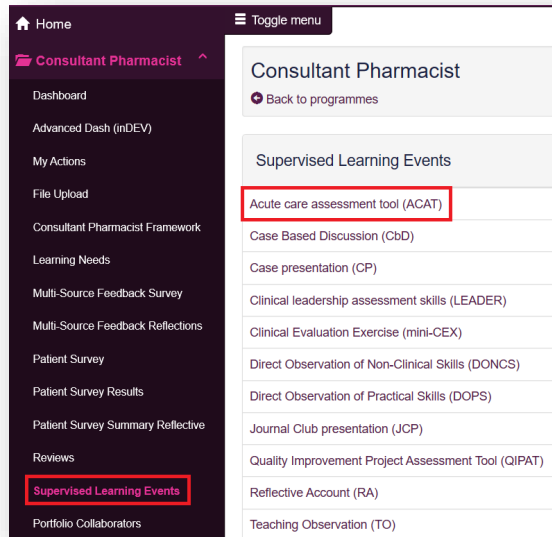 Home
Consultant Pharmacist
Dashboard
Advanced Dash (inDEV)
My Actions
File Upload
Consultant Pharmacist Framework
Learning Needs
Multi-Source Feedback Survey
Multi-Source Feedback Reflections
Patient Survey
Patient Survey Results
Patient Survey Summary Reflective
Reviews
Supervised Learning Events
Portfolio Collaborators
Toggle menu
Consultant Pharmacist
Back to programmes
Supervised Learning Events
Acute care assessment tool (ACAT)
Case Based Discussion (CbD)
Case presentation (CP)
Clinical leadership assessment skills (LEADER)
Clinical Evaluation Exercise (mini-CEX)
Direct Observation of Non-Clinical Skills (DONCS)
Direct Observation of Practical Skills (DOPS)
Journal Club presentation (JCP)
Quality Improvement Project Assessment Tool (QIPAT)
Reflective Account (RA)
Teaching Observation (TO)